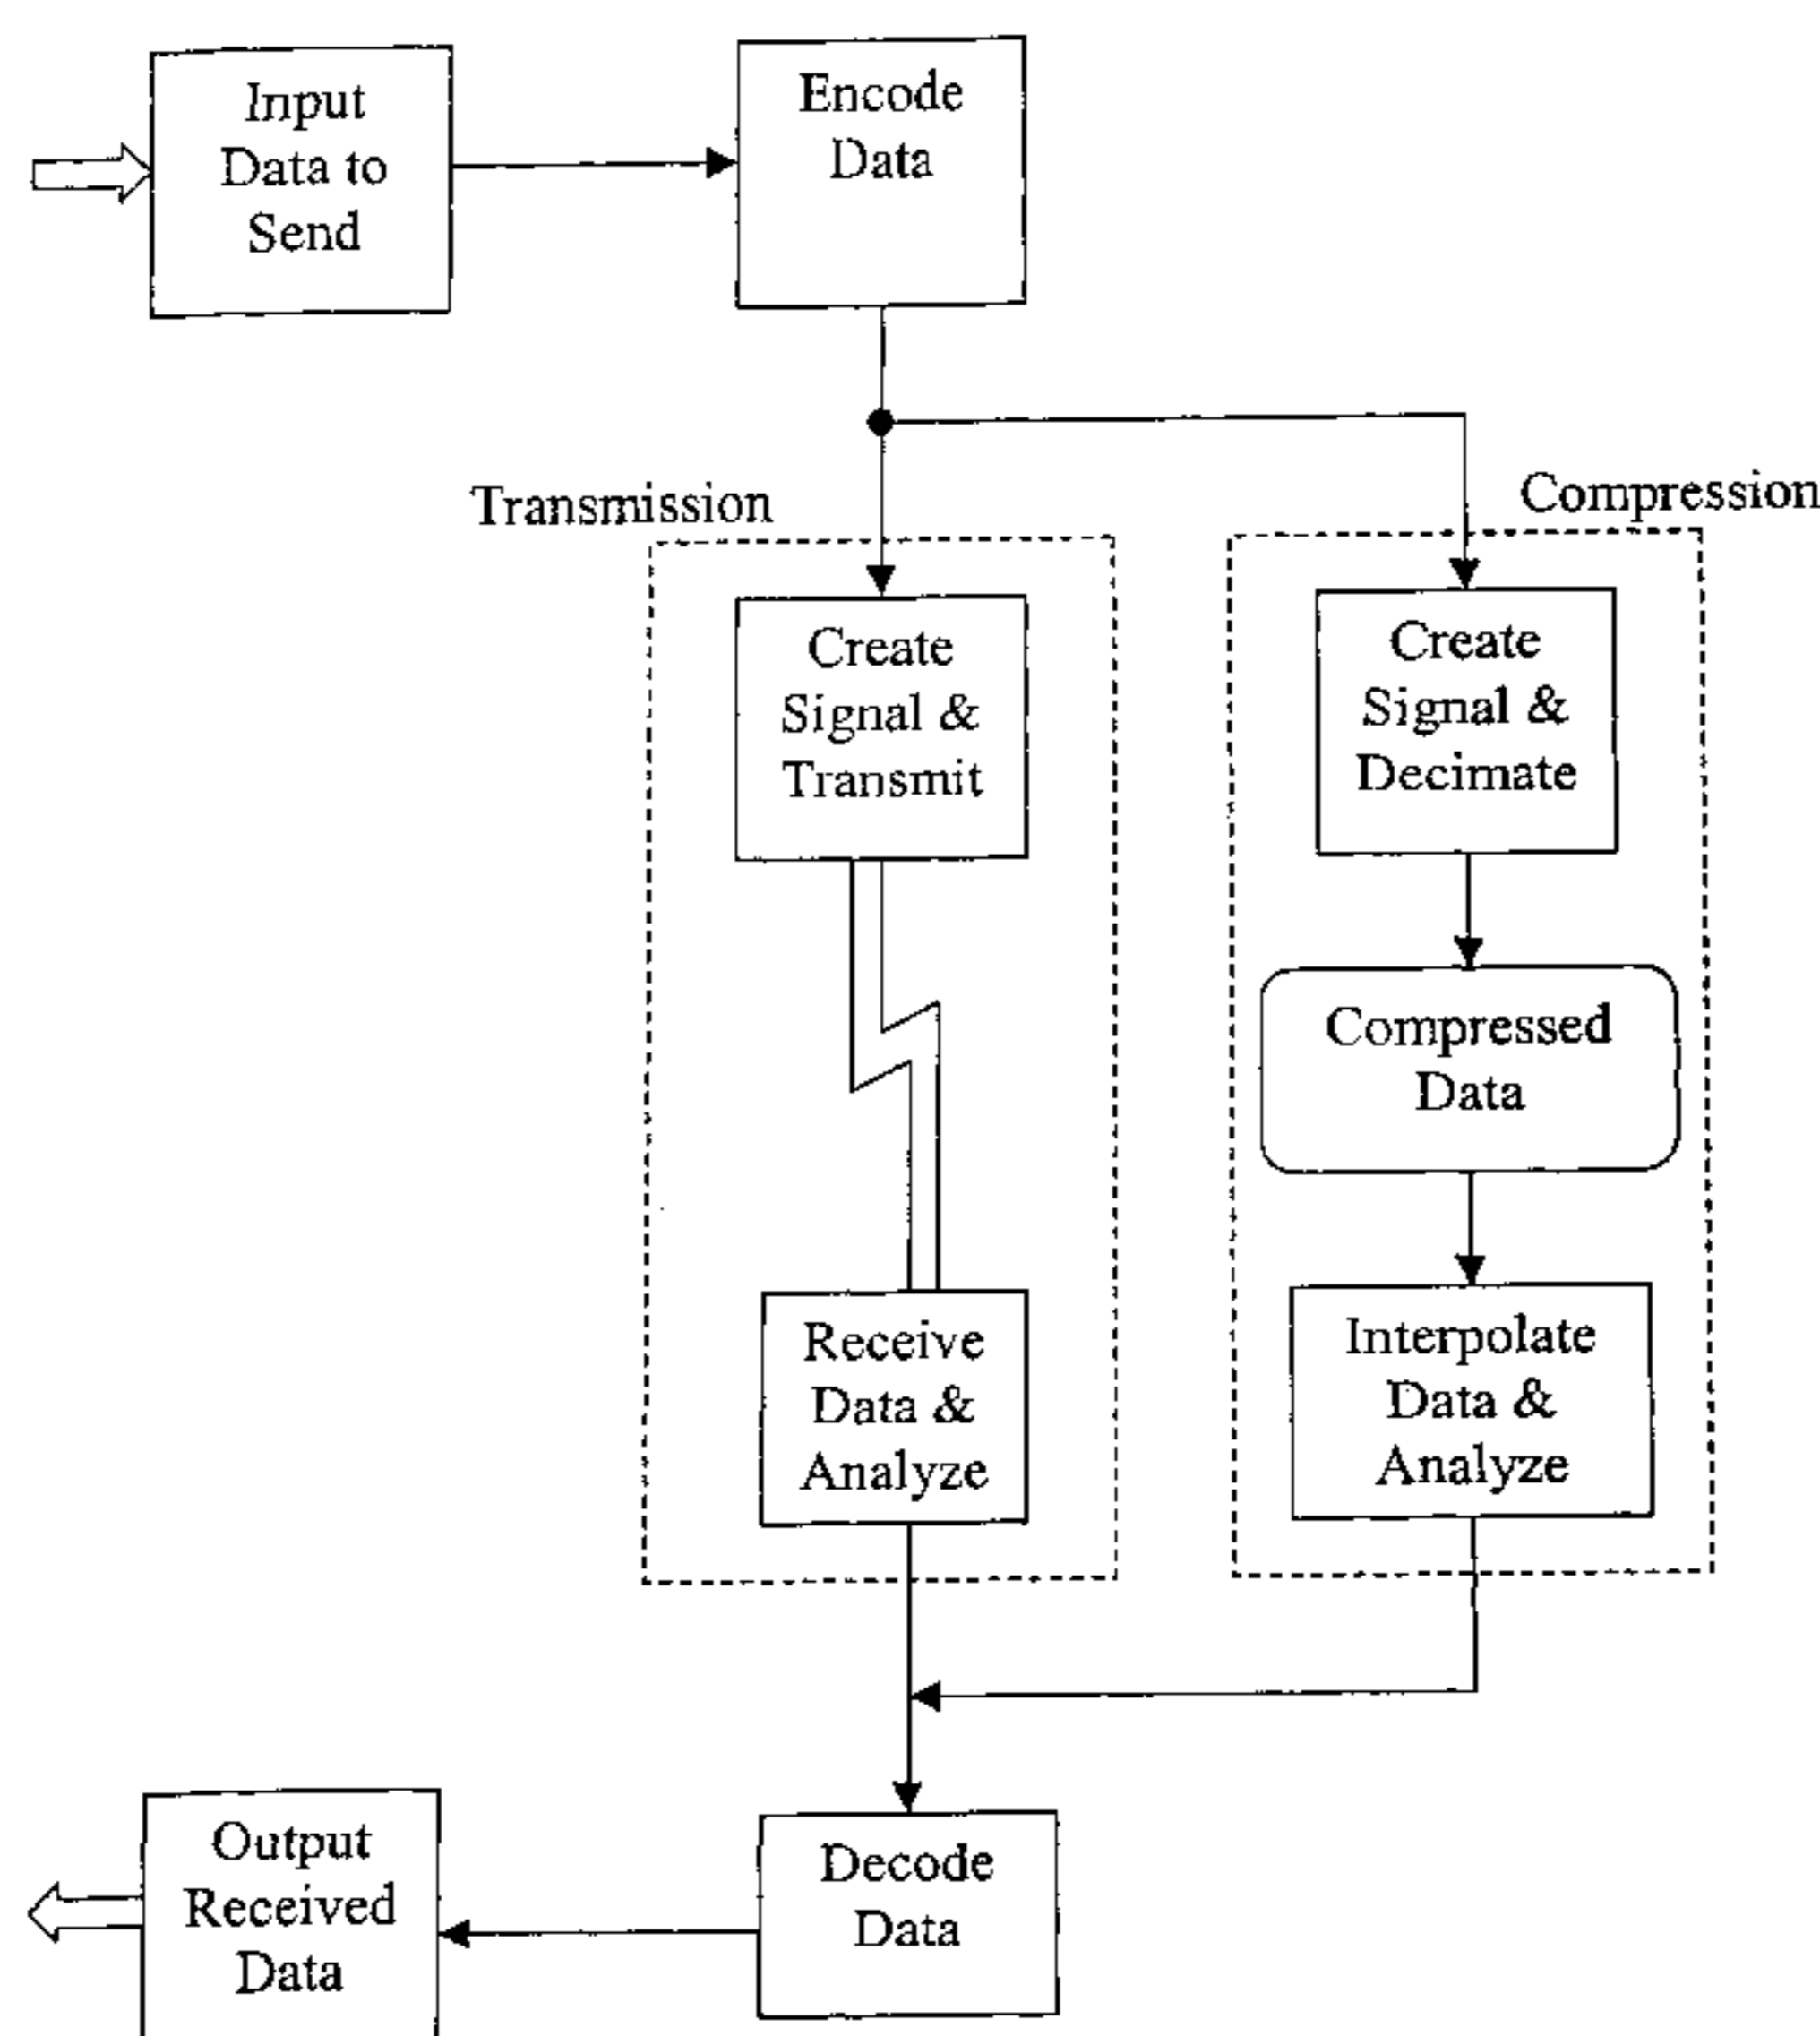 Input
Data to
Send
Encode
Data
Transmission
Compression
Create
Signal &
Transmit
Create
Signal &
Decimate
Compressed
Data
Receive
Data &
Analyze
Interpolate
Data &
Analyze
Output
Received
Data
Decode
Data